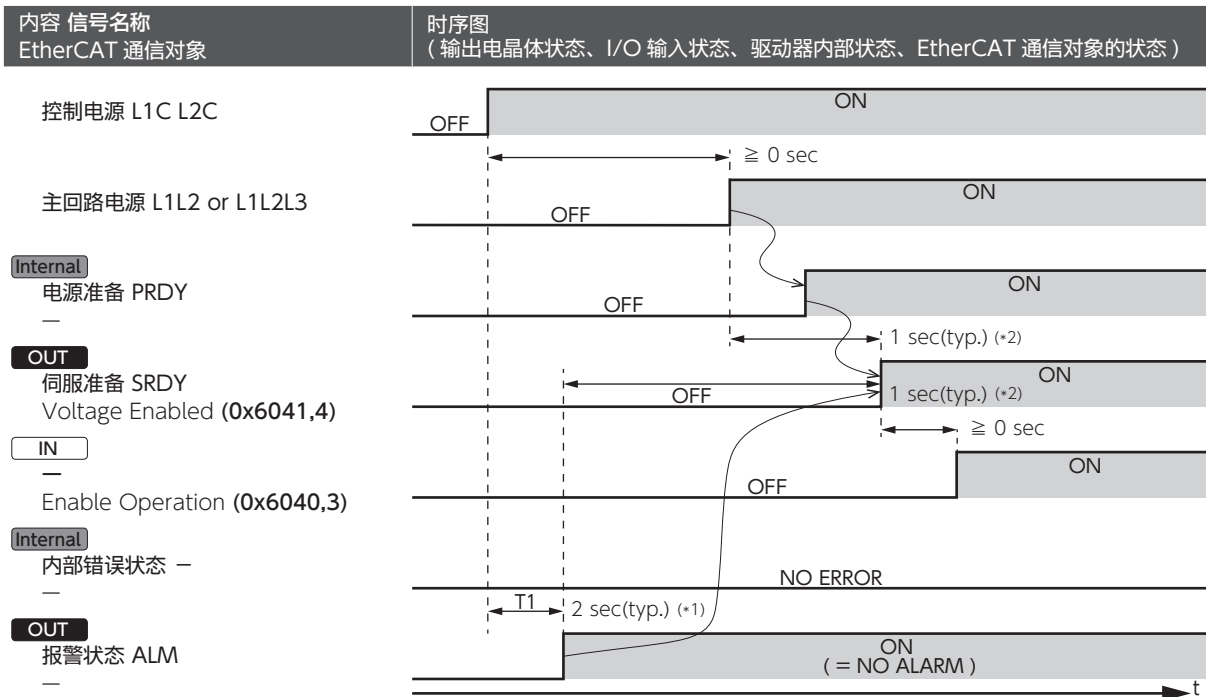 内容 信号名称
EtherCAT 通信对象
时序图
( 输出电晶体状态、I/O 输入状态、驱动器内部状态、EtherCAT 通信对象的状态 )
控制电源 L1C L2C
OFF
ON
≧ 0 sec
主回路电源 L1L2 or L1L2L3
OFF
ON
Internal
电源准备 PRDY
—
OFF
ON
1 sec(typ.) (*2)
OUT
伺服准备 SRDY
Voltage Enabled (0x6041,4)
OFF
ON
1 sec(typ.) (*2)
≧ 0 sec
IN
—
Enable Operation (0x6040,3)
OFF
ON
Internal
内部错误状态 —
—
NO ERROR
T1
2 sec(typ.) (*1)
OUT
报警状态 ALM
—
ON
( = NO ALARM )
t